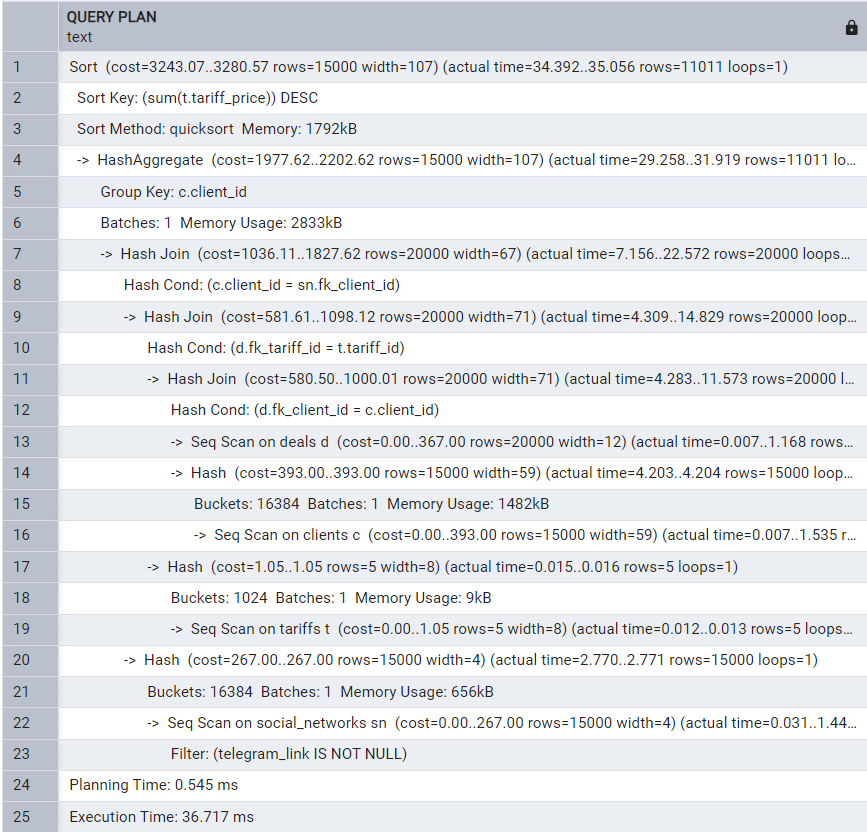 QUERY PLAN
text
1 Sort (cost=3243.07..3280.57 rows=15000 width=107) (actual time=34.392..35.056 rows=11011 loops=1)
2 Sort Key: (sum(t.tariff_price)) DESC
3 Sort Method: quicksort Memory: 1792kB
4 -> HashAggregate (cost=1977.62..2202.62 rows=15000 width=107) (actual time=29.258..31.919 rows=11011 lo...
5 Group Key: c.client_id
6 Batches: 1 Memory Usage: 2833kB
7 -> Hash Join (cost=1036.11..1827.62 rows=20000 width=67) (actual time=7.156..22.572 rows=20000 loops...
8 Hash Cond: (c.client_id = sn.fk_client_id)
9 -> Hash Join (cost=581.61..1098.12 rows=20000 width=71) (actual time=4.309..14.829 rows=20000 loop...
10 Hash Cond: (d.fk_tariff_id = t.tariff_id)
11 -> Hash Join (cost=580.50..1000.01 rows=20000 width=71) (actual time=4.283..11.573 rows=20000 l...
12 Hash Cond: (d.fk_client_id = c.client_id)
13 -> Seq Scan on deals d (cost=0.00..367.00 rows=20000 width=12) (actual time=0.007..1.168 rows...
14 -> Hash (cost=393.00..393.00 rows=15000 width=59) (actual time=4.203..4.204 rows=15000 loop...
15 Buckets: 16384 Batches: 1 Memory Usage: 1482kB
16 -> Seq Scan on clients c (cost=0.00..393.00 rows=15000 width=59) (actual time=0.007..1.535 r...
17 -> Hash (cost=1.05..1.05 rows=5 width=8) (actual time=0.015..0.016 rows=5 loops=1)
18 Buckets: 1024 Batches: 1 Memory Usage: 9kB
19 -> Seq Scan on tariffs t (cost=0.00..1.05 rows=5 width=8) (actual time=0.012..0.013 rows=5 loops...
20 -> Hash (cost=267.00..267.00 rows=15000 width=4) (actual time=2.770..2.771 rows=15000 loops=1)
21 Buckets: 16384 Batches: 1 Memory Usage: 656kB
22 -> Seq Scan on social_networks sn (cost=0.00..267.00 rows=15000 width=4) (actual time=0.031..1.44...
23 Filter: (telegram_link IS NOT NULL)
24 Planning Time: 0.545 ms
25 Execution Time: 36.717 ms